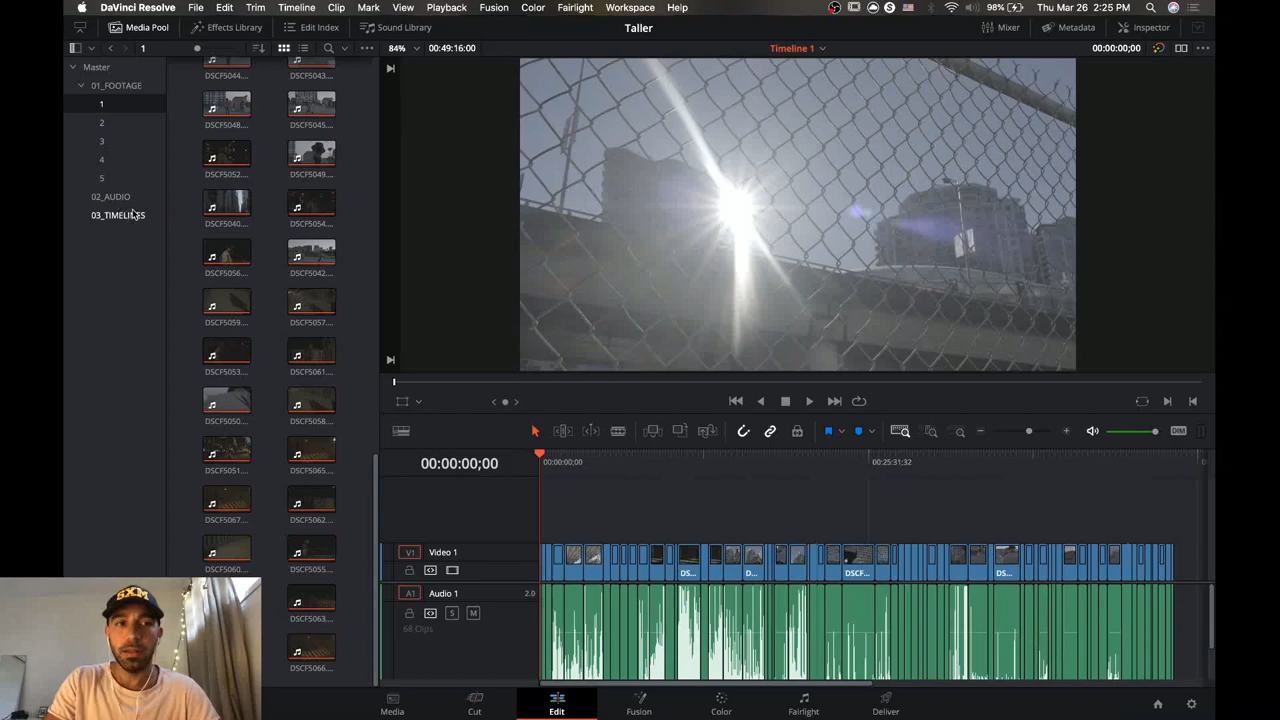 DaVinci Resolve File Edit Trim Timeline Clip Mark View Playback Fusion Color Fairlight Workspace Help 98% Thu Mar 26 2:25 PM
Media Pool Effects Library Edit Index Sound Library Taller Mixer Metadata Inspector
1 84% 00:49:16:00 Timeline 1 00:00:00;00
Master
01_FOOTAGE
1
2
3
4
5
02_AUDIO
03_TIMELINES
DSCF5044... DSCF5043...
DSCF5048... DSCF5045...
DSCF5052... DSCF5049...
DSCF5040... DSCF5054...
DSCF5056... DSCF5042...
DSCF5059... DSCF5057...
DSCF5053... DSCF5061...
DSCF5050... DSCF5058...
DSCF5051... DSCF5065...
DSCF5067... DSCF5062...
DSCF5060... DSCF5055...
DSCF5063...
DSCF5066...
DIM
00:00:00;00 00:00:00;00 00:25:31;32
V1 Video 1
DS... D... DSCF... DS...
A1 Audio 1 2.0
S M
68 Clips
SXM
Media Cut Edit Fusion Color Fairlight Deliver